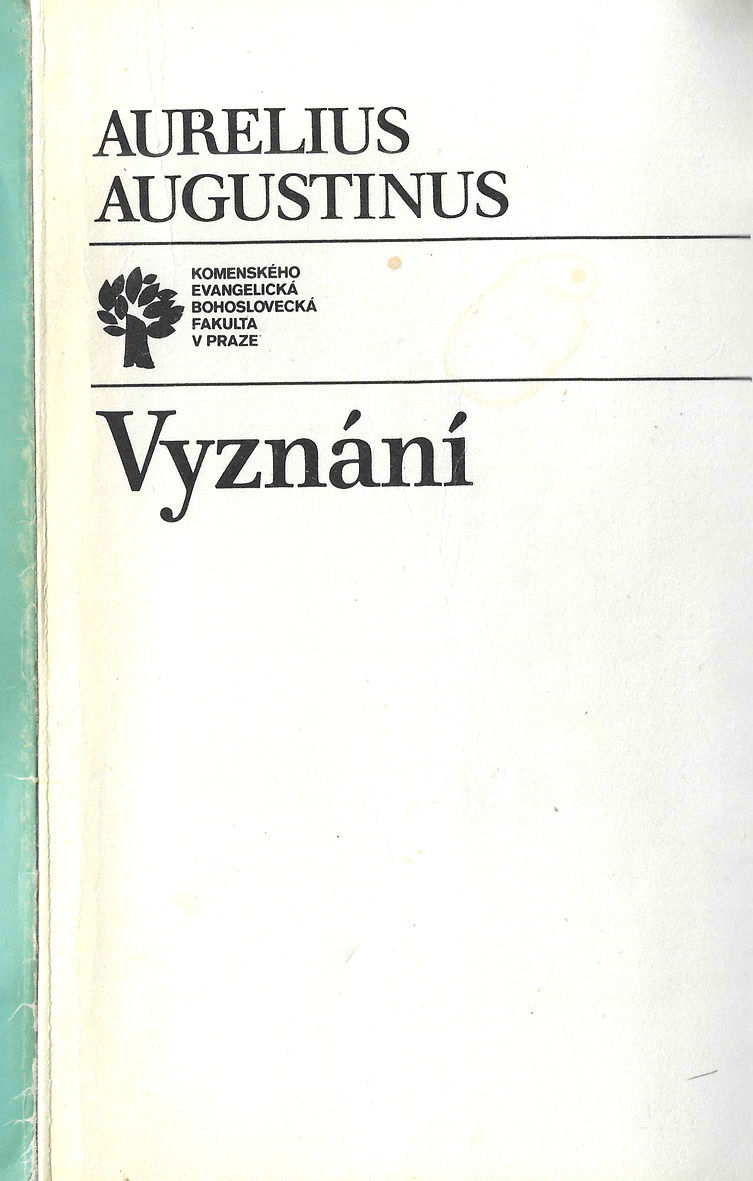 AURELIUS
AUGUSTINUS
KOMENSKÉHO
EVANGELICKÁ
BOHOSLOVECKÁ
FAKULTA
V PRAZE
Vyznání